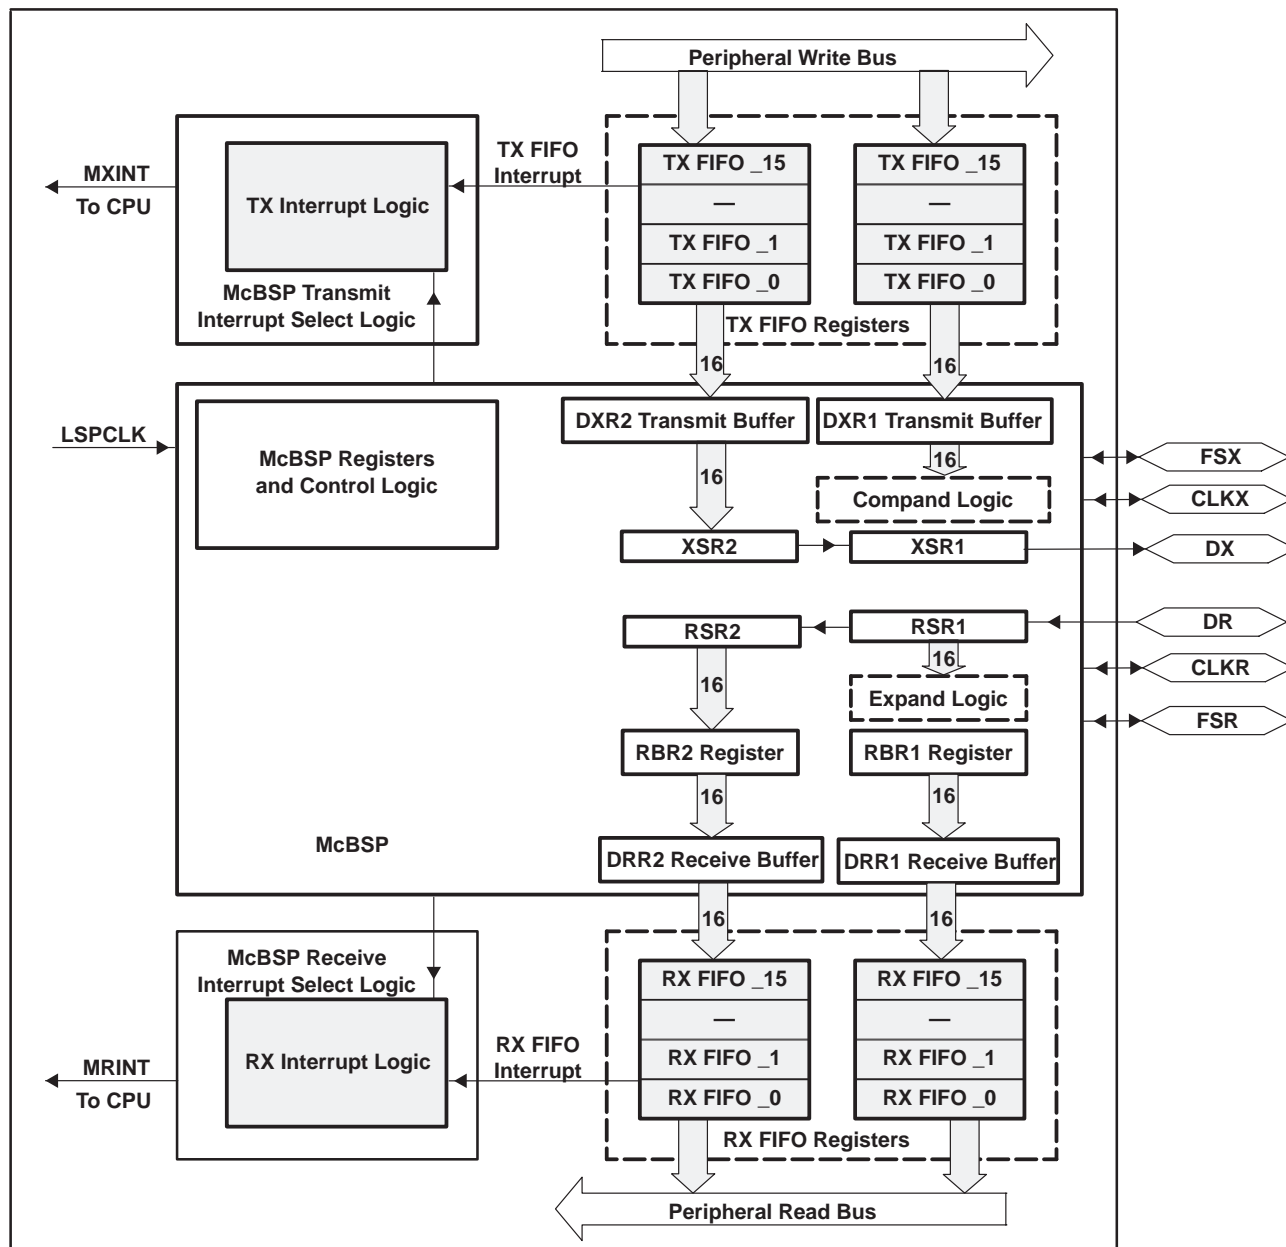 Peripheral Write Bus
MXINT
To CPU
TX Interrupt Logic
McBSP Transmit
Interrupt Select Logic
TX FIFO
Interrupt
TX FIFO _15
—
TX FIFO _1
TX FIFO _0
TX FIFO _15
—
TX FIFO _1
TX FIFO _0
TX FIFO Registers
16
16
LSPCLK
McBSP Registers
and Control Logic
DXR2 Transmit Buffer
DXR1 Transmit Buffer
16
16
Compand Logic
XSR2
XSR1
FSX
CLKX
DX
DR
CLKR
FSR
RSR2
RSR1
16
16
Expand Logic
RBR2 Register
RBR1 Register
16
16
McBSP
DRR2 Receive Buffer
DRR1 Receive Buffer
16
16
McBSP Receive
Interrupt Select Logic
RX Interrupt Logic
MRINT
To CPU
RX FIFO
Interrupt
RX FIFO _15
—
RX FIFO _1
RX FIFO _0
RX FIFO _15
—
RX FIFO _1
RX FIFO _0
RX FIFO Registers
Peripheral Read Bus